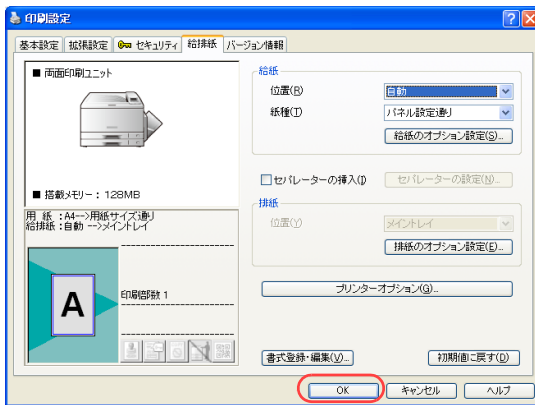 印刷設定
基本設定 拡張設定 セキュリティ 給排紙 バージョン情報
■ 両面印刷ユニット
■ 搭載メモリー：128MB
用 紙 :A4-->用紙サイズ通り
給排紙 :自動 -->メイントレイ
A
印刷部数 1
給紙
位置(R) 自動
紙種(T) パネル設定通り
給紙のオプション設定(S)...
セパレーターの挿入(I) セパレーターの設定(N)...
排紙
位置(Y) メイントレイ
排紙のオプション設定(E)...
プリンターオプション(G)...
書式登録・編集(V)... 初期値に戻す(D)
OK キャンセル ヘルプ